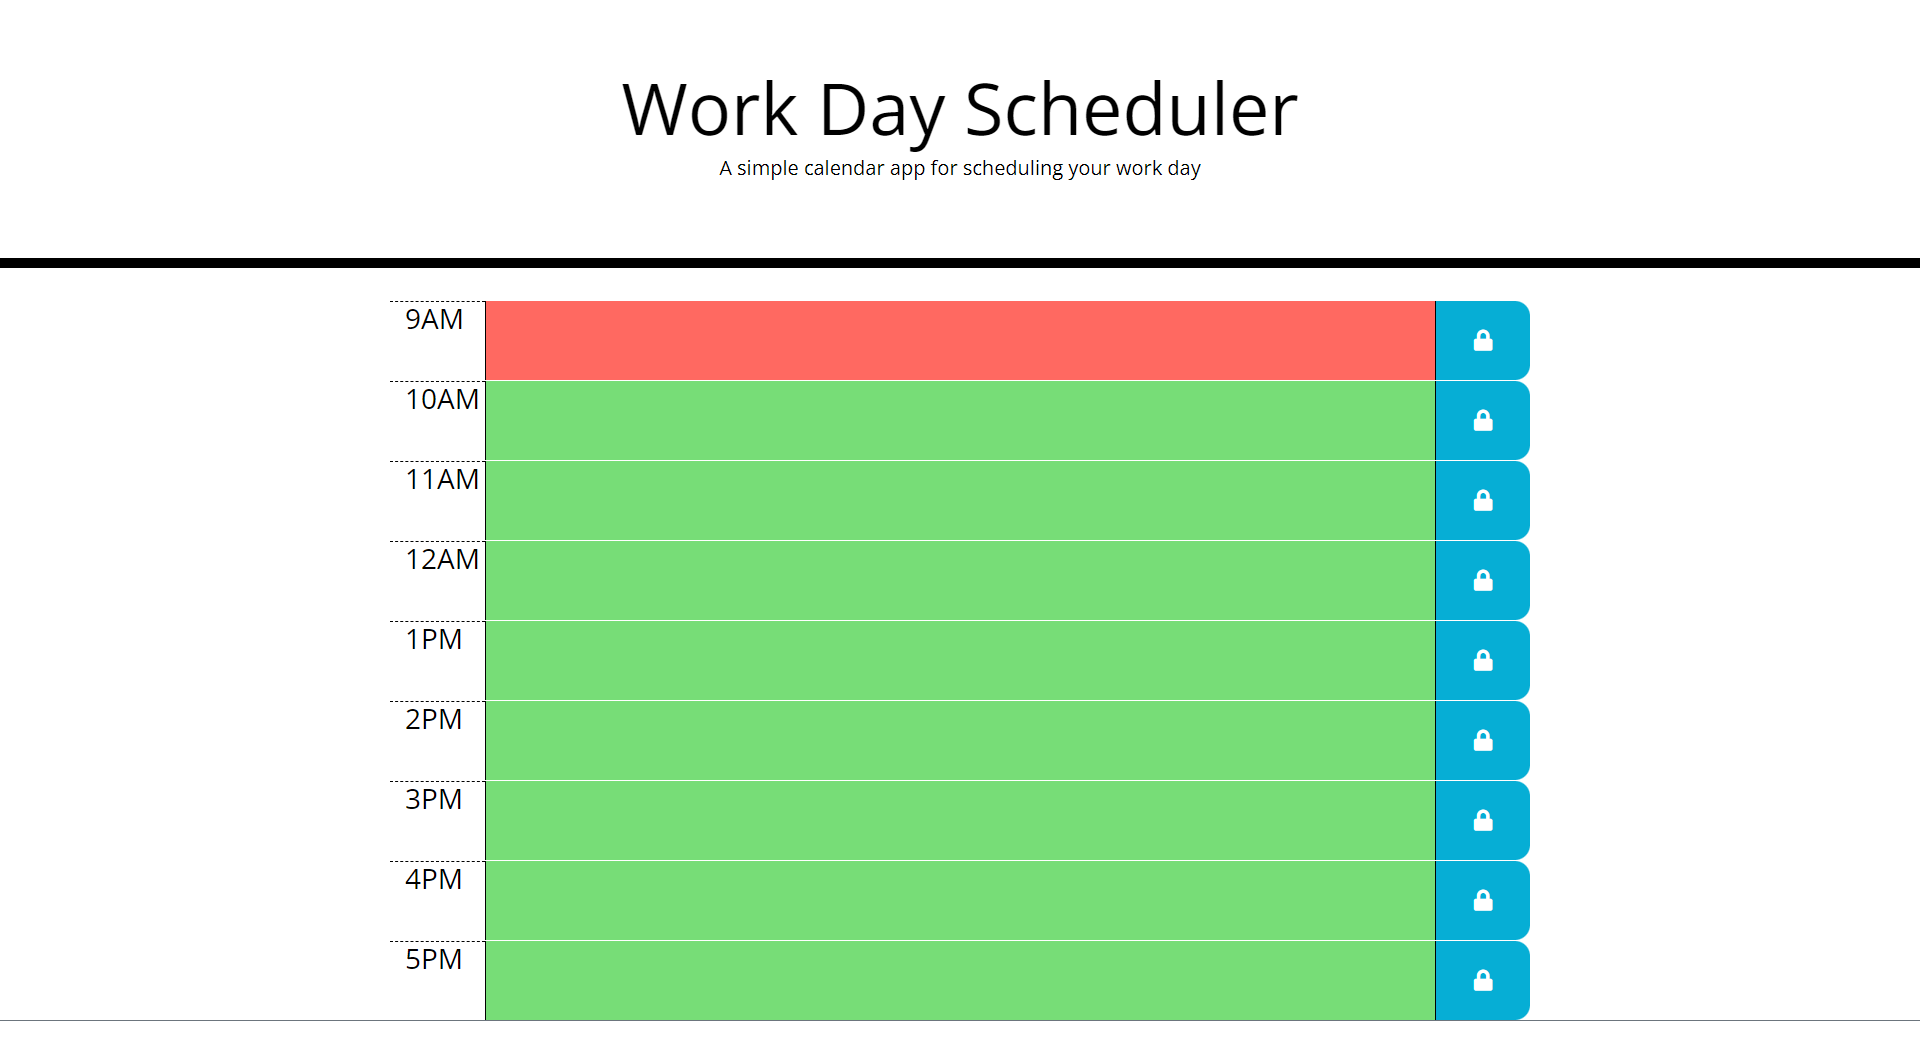 Work Day Scheduler
A simple calendar app for scheduling your work day
9AM
10AM
11AM
12AM
1PM
2PM
3PM
4PM
5PM